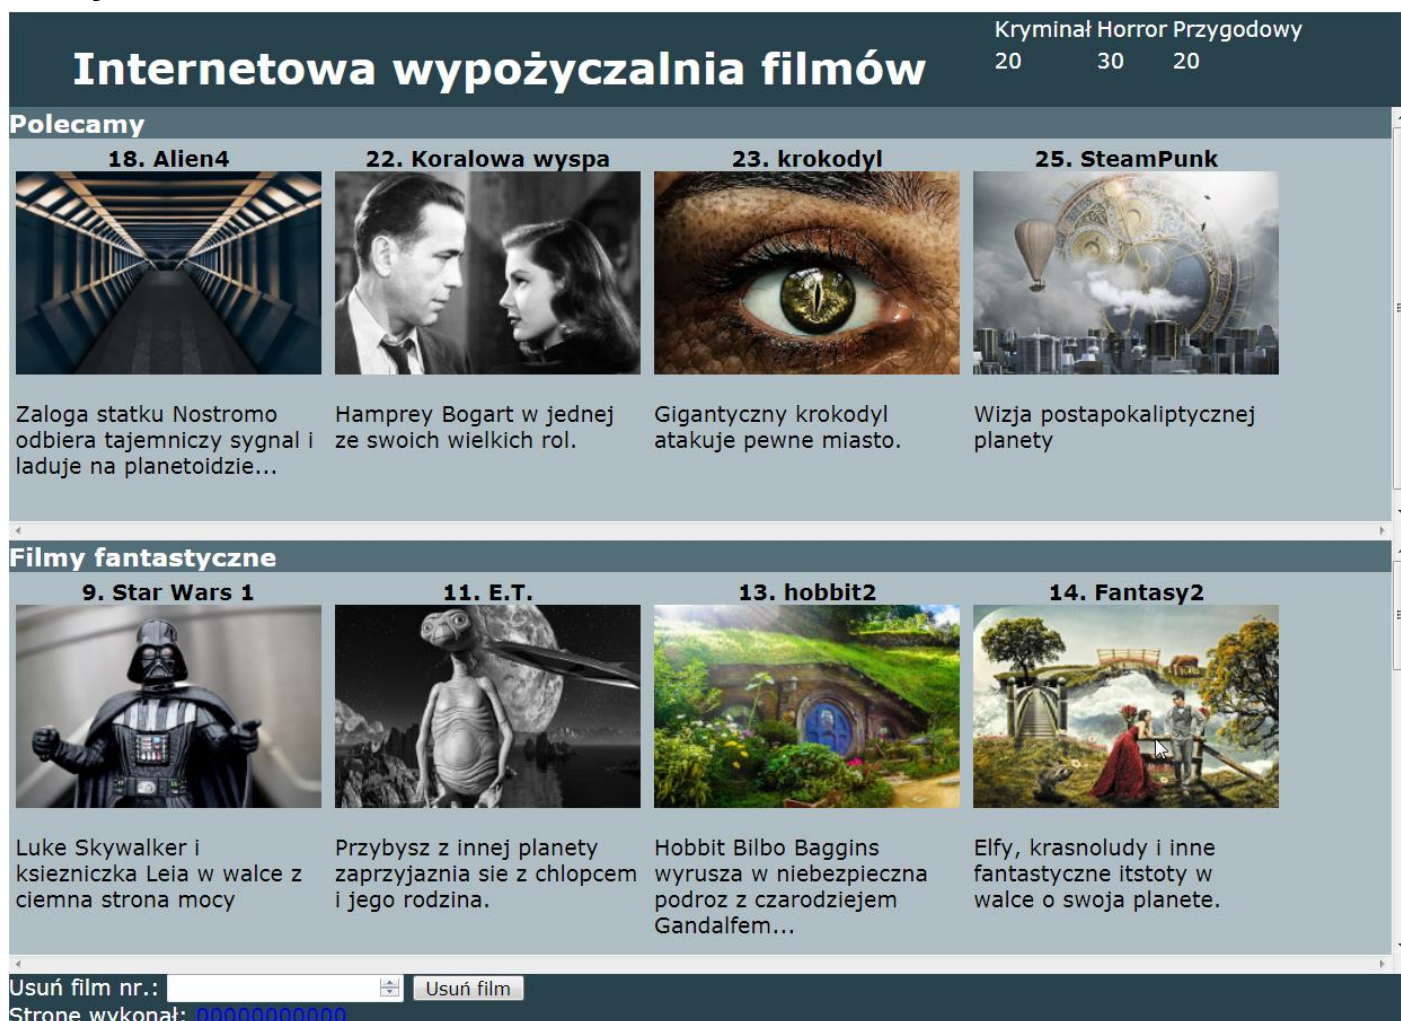 Internetowa wypożyczalnia filmów
Kryminał Horror Przygodowy
20 30 20
Polecamy
18. Alien4
22. Koralowa wyspa
23. krokodyl
25. SteamPunk
Zaloga statku Nostromo
odbiera tajemniczy sygnal i
laduje na planetoidzie...
Hamprey Bogart w jednej
ze swoich wielkich rol.
Gigantyczny krokodyl
atakuje pewne miasto.
Wizja postapokaliptycznej
planety
Filmy fantastyczne
9. Star Wars 1
11. E.T.
13. hobbit2
14. Fantasy2
Luke Skywalker i
ksiezniczka Leia w walce z
ciemna strona mocy
Przybysz z innej planety
zaprzyjaznia sie z chlopcem
i jego rodzina.
Hobbit Bilbo Baggins
wyrusza w niebezpieczna
podroz z czarodziejem
Gandalfem...
Elfy, krasnoludy i inne
fantastyczne itstoty w
walce o swoja planete.
Usuń film nr.: Usuń film
Stronę wykonał: 00000000000